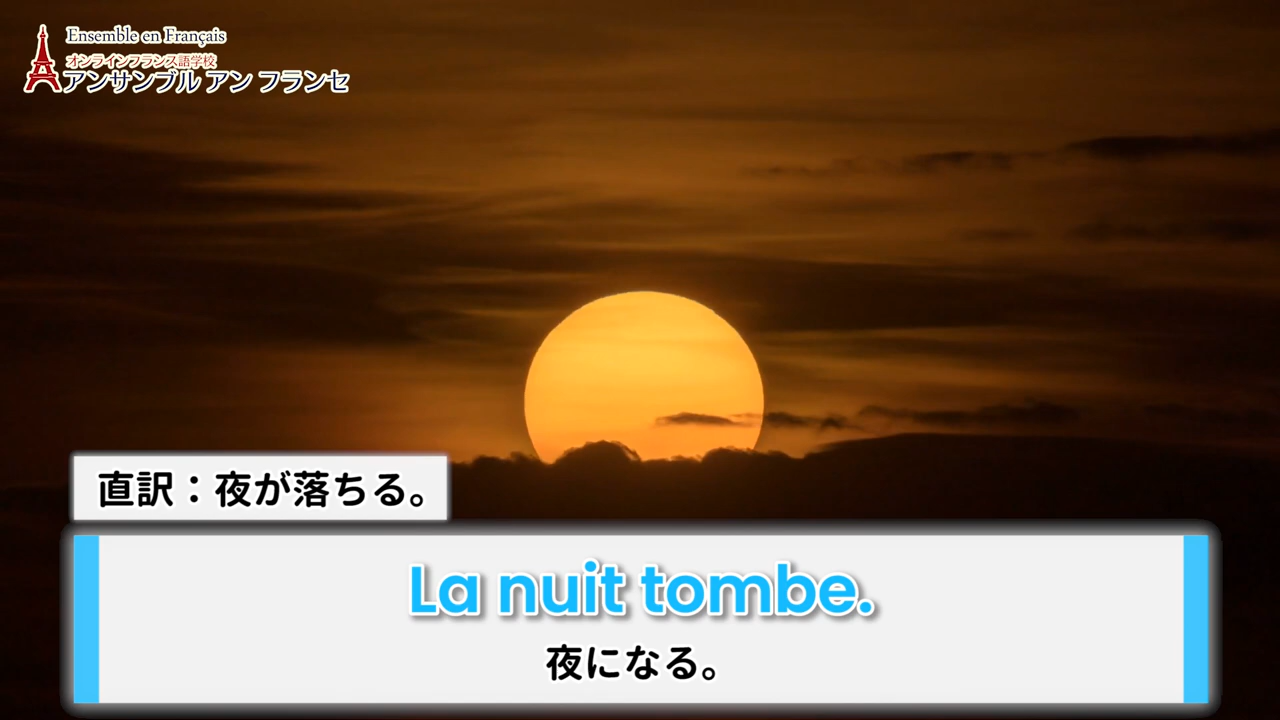 Ensemble en Français
オンラインフランス語学校
アンサンブル アン フランセ
直訳：夜が落ちる。
La nuit tombe.
夜になる。